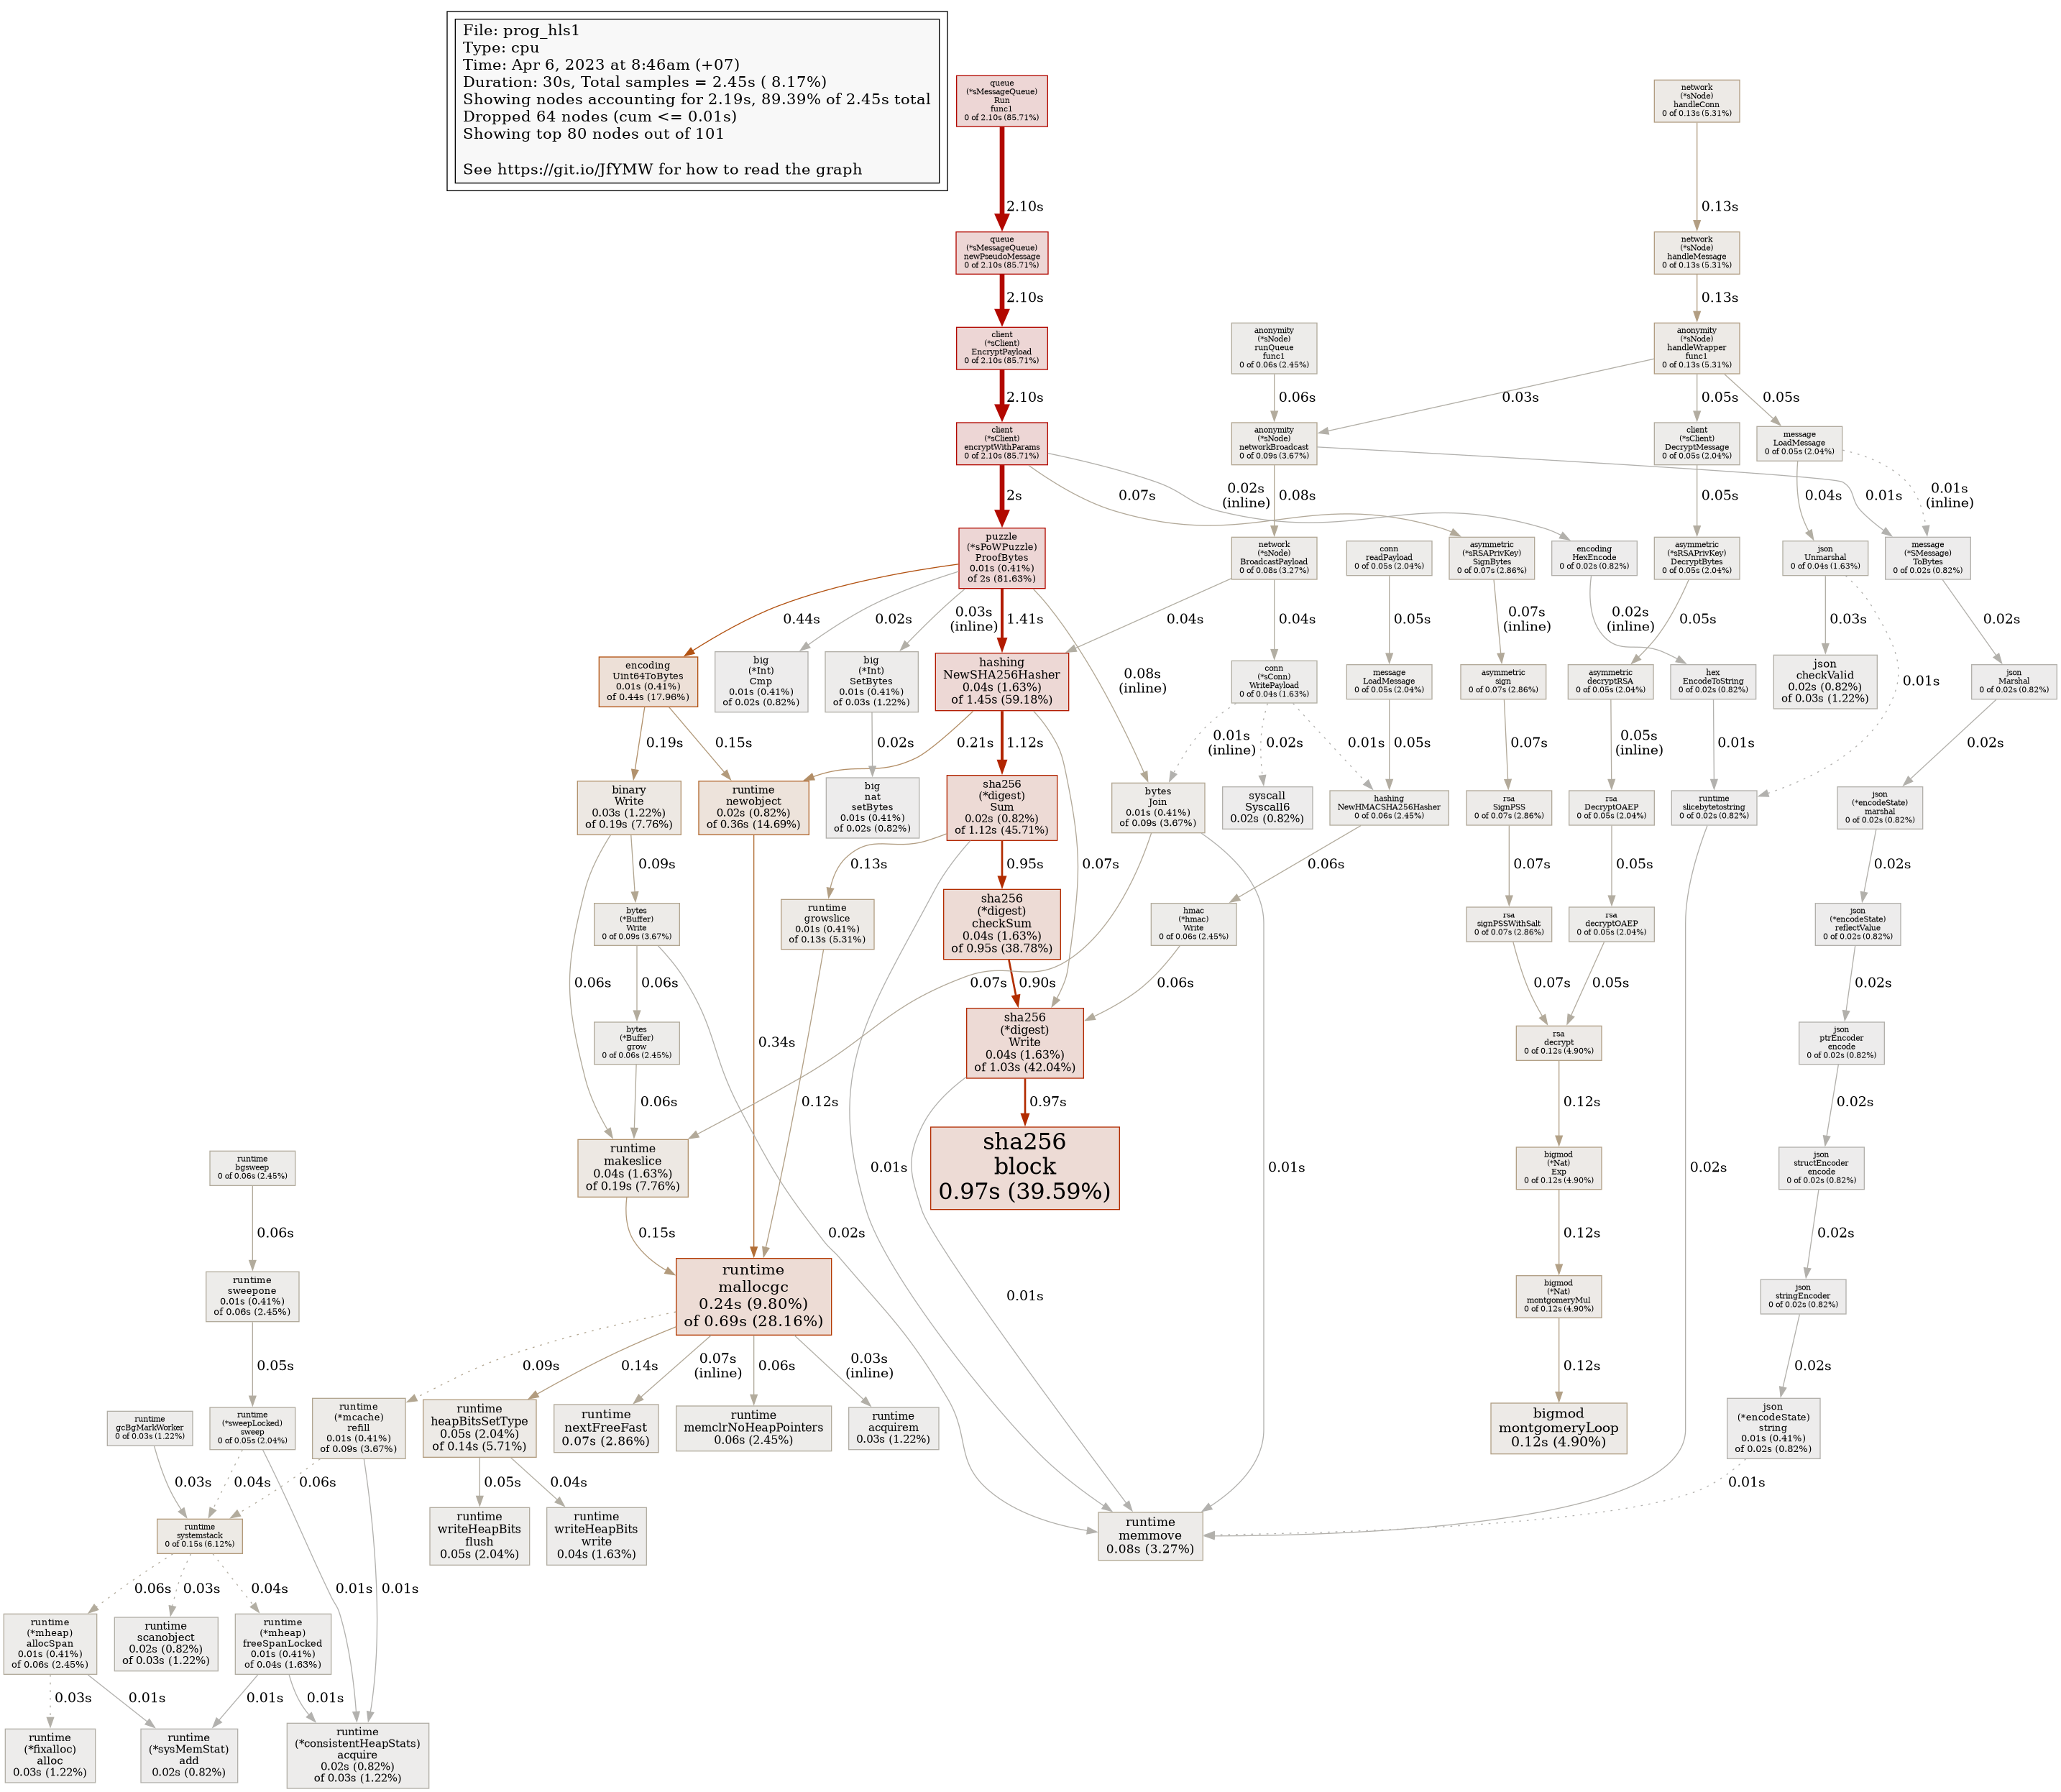 File: prog_hls1
Type: cpu
Time: Apr 6, 2023 at 8:46am (+07)
Duration: 30s, Total samples = 2.45s ( 8.17%)
Showing nodes accounting for 2.19s, 89.39% of 2.45s total
Dropped 64 nodes (cum <= 0.01s)
Showing top 80 nodes out of 101
See https://git.io/JfYMW for how to read the graph
queue
(*sMessageQueue)
Run
func1
0 of 2.10s (85.71%)
network
(*sNode)
handleConn
0 of 0.13s (5.31%)
2.10s
0.13s
queue
(*sMessageQueue)
newPseudoMessage
0 of 2.10s (85.71%)
network
(*sNode)
handleMessage
0 of 0.13s (5.31%)
2.10s
0.13s
client
(*sClient)
EncryptPayload
0 of 2.10s (85.71%)
anonymity
(*sNode)
runQueue
func1
0 of 0.06s (2.45%)
anonymity
(*sNode)
handleWrapper
func1
0 of 0.13s (5.31%)
2.10s
0.06s
0.03s
0.05s
0.05s
client
(*sClient)
encryptWithParams
0 of 2.10s (85.71%)
anonymity
(*sNode)
networkBroadcast
0 of 0.09s (3.67%)
client
(*sClient)
DecryptMessage
0 of 0.05s (2.04%)
message
LoadMessage
0 of 0.05s (2.04%)
2s
0.07s
0.02s
(inline)
0.08s
0.05s
0.04s
0.01s
0.01s
(inline)
puzzle
(*sPoWPuzzle)
ProofBytes
0.01s (0.41%)
of 2s (81.63%)
network
(*sNode)
BroadcastPayload
0 of 0.08s (3.27%)
conn
readPayload
0 of 0.05s (2.04%)
asymmetric
(*sRSAPrivKey)
SignBytes
0 of 0.07s (2.86%)
encoding
HexEncode
0 of 0.02s (0.82%)
asymmetric
(*sRSAPrivKey)
DecryptBytes
0 of 0.05s (2.04%)
json
Unmarshal
0 of 0.04s (1.63%)
message
(*SMessage)
ToBytes
0 of 0.02s (0.82%)
0.44s
0.02s
0.03s
(inline)
1.41s
0.08s
(inline)
0.04s
0.04s
0.05s
0.07s
(inline)
0.02s
(inline)
0.05s
0.03s
0.01s
0.02s
encoding
Uint64ToBytes
0.01s (0.41%)
of 0.44s (17.96%)
big
(*Int)
Cmp
0.01s (0.41%)
of 0.02s (0.82%)
big
(*Int)
SetBytes
0.01s (0.41%)
of 0.03s (1.22%)
hashing
NewSHA256Hasher
0.04s (1.63%)
of 1.45s (59.18%)
conn
(*sConn)
WritePayload
0 of 0.04s (1.63%)
message
LoadMessage
0 of 0.05s (2.04%)
asymmetric
sign
0 of 0.07s (2.86%)
asymmetric
decryptRSA
0 of 0.05s (2.04%)
hex
EncodeToString
0 of 0.02s (0.82%)
json
checkValid
0.02s (0.82%)
of 0.03s (1.22%)
json
Marshal
0 of 0.02s (0.82%)
0.19s
0.15s
0.02s
0.21s
1.12s
0.07s
0.01s
(inline)
0.02s
0.01s
0.05s
0.07s
0.05s
(inline)
0.01s
0.02s
binary
Write
0.03s (1.22%)
of 0.19s (7.76%)
runtime
newobject
0.02s (0.82%)
of 0.36s (14.69%)
big
nat
setBytes
0.01s (0.41%)
of 0.02s (0.82%)
sha256
(*digest)
Sum
0.02s (0.82%)
of 1.12s (45.71%)
bytes
Join
0.01s (0.41%)
of 0.09s (3.67%)
syscall
Syscall6
0.02s (0.82%)
hashing
NewHMACSHA256Hasher
0 of 0.06s (2.45%)
rsa
SignPSS
0 of 0.07s (2.86%)
rsa
DecryptOAEP
0 of 0.05s (2.04%)
runtime
slicebytetostring
0 of 0.02s (0.82%)
json
(*encodeState)
marshal
0 of 0.02s (0.82%)
0.06s
0.09s
0.34s
0.13s
0.95s
0.01s
0.07s
0.01s
0.06s
0.07s
0.05s
0.02s
0.02s
bytes
(*Buffer)
Write
0 of 0.09s (3.67%)
runtime
growslice
0.01s (0.41%)
of 0.13s (5.31%)
sha256
(*digest)
checkSum
0.04s (1.63%)
of 0.95s (38.78%)
hmac
(*hmac)
Write
0 of 0.06s (2.45%)
rsa
signPSSWithSalt
0 of 0.07s (2.86%)
rsa
decryptOAEP
0 of 0.05s (2.04%)
json
(*encodeState)
reflectValue
0 of 0.02s (0.82%)
0.06s
0.02s
0.12s
0.90s
0.06s
0.07s
0.05s
0.02s
bytes
(*Buffer)
grow
0 of 0.06s (2.45%)
sha256
(*digest)
Write
0.04s (1.63%)
of 1.03s (42.04%)
rsa
decrypt
0 of 0.12s (4.90%)
json
ptrEncoder
encode
0 of 0.02s (0.82%)
0.06s
0.97s
0.01s
0.12s
0.02s
runtime
bgsweep
0 of 0.06s (2.45%)
runtime
makeslice
0.04s (1.63%)
of 0.19s (7.76%)
sha256
block
0.97s (39.59%)
bigmod
(*Nat)
Exp
0 of 0.12s (4.90%)
json
structEncoder
encode
0 of 0.02s (0.82%)
0.06s
0.15s
0.12s
0.02s
runtime
sweepone
0.01s (0.41%)
of 0.06s (2.45%)
runtime
mallocgc
0.24s (9.80%)
of 0.69s (28.16%)
bigmod
(*Nat)
montgomeryMul
0 of 0.12s (4.90%)
json
stringEncoder
0 of 0.02s (0.82%)
0.05s
0.09s
0.14s
0.07s
(inline)
0.06s
0.03s
(inline)
0.12s
0.02s
runtime
gcBgMarkWorker
0 of 0.03s (1.22%)
runtime
(*sweepLocked)
sweep
0 of 0.05s (2.04%)
runtime
(*mcache)
refill
0.01s (0.41%)
of 0.09s (3.67%)
runtime
heapBitsSetType
0.05s (2.04%)
of 0.14s (5.71%)
runtime
nextFreeFast
0.07s (2.86%)
runtime
memclrNoHeapPointers
0.06s (2.45%)
runtime
acquirem
0.03s (1.22%)
bigmod
montgomeryLoop
0.12s (4.90%)
json
(*encodeState)
string
0.01s (0.41%)
of 0.02s (0.82%)
0.03s
0.04s
0.06s
0.05s
0.04s
0.01s
runtime
systemstack
0 of 0.15s (6.12%)
runtime
writeHeapBits
flush
0.05s (2.04%)
runtime
writeHeapBits
write
0.04s (1.63%)
runtime
memmove
0.08s (3.27%)
0.06s
0.03s
0.04s
0.01s
0.01s
runtime
(*mheap)
allocSpan
0.01s (0.41%)
of 0.06s (2.45%)
runtime
scanobject
0.02s (0.82%)
of 0.03s (1.22%)
runtime
(*mheap)
freeSpanLocked
0.01s (0.41%)
of 0.04s (1.63%)
0.03s
0.01s
0.01s
0.01s
runtime
(*fixalloc)
alloc
0.03s (1.22%)
runtime
(*sysMemStat)
add
0.02s (0.82%)
runtime
(*consistentHeapStats)
acquire
0.02s (0.82%)
of 0.03s (1.22%)